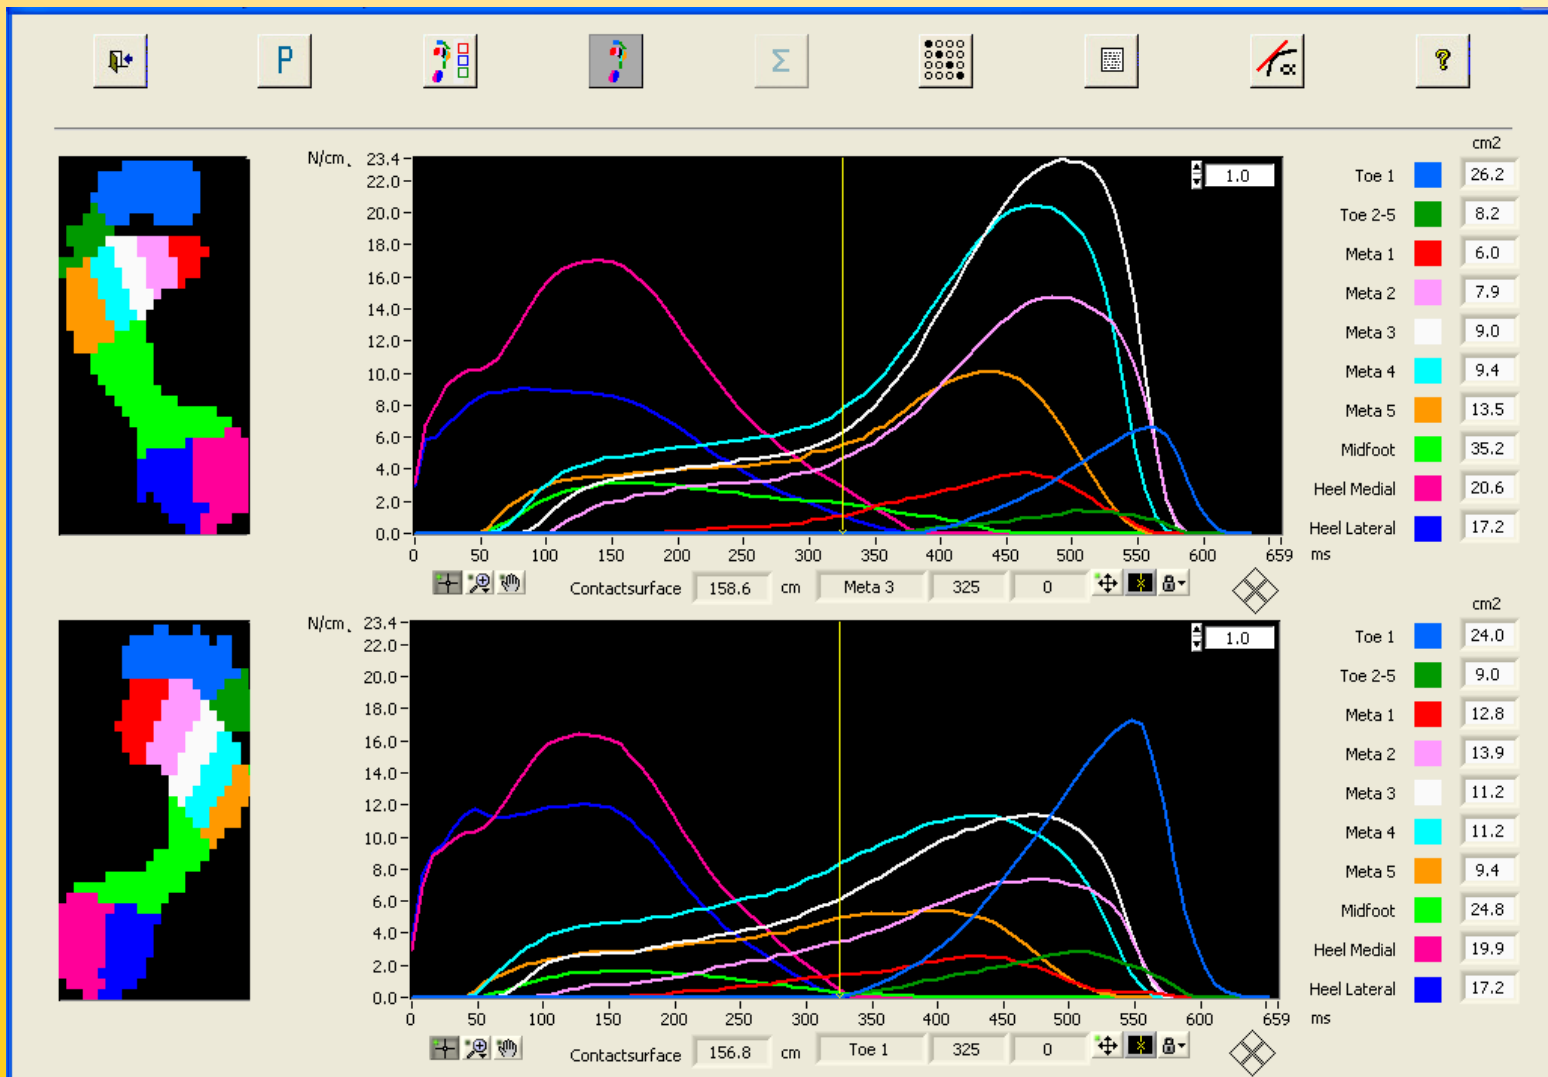 P
Σ
α
?
N/cm.
23.4
22.0
20.0
18.0
16.0
14.0
12.0
10.0
8.0
6.0
4.0
2.0
0.0
1.0
0 50 100 150 200 250 300 350 400 450 500 550 600 659
ms
cm2
Toe 1 26.2
Toe 2-5 8.2
Meta 1 6.0
Meta 2 7.9
Meta 3 9.0
Meta 4 9.4
Meta 5 13.5
Midfoot 35.2
Heel Medial 20.6
Heel Lateral 17.2
Contactsurface 158.6 cm Meta 3 325 0
N/cm.
23.4
22.0
20.0
18.0
16.0
14.0
12.0
10.0
8.0
6.0
4.0
2.0
0.0
1.0
0 50 100 150 200 250 300 350 400 450 500 550 600 659
ms
cm2
Toe 1 24.0
Toe 2-5 9.0
Meta 1 12.8
Meta 2 13.9
Meta 3 11.2
Meta 4 11.2
Meta 5 9.4
Midfoot 24.8
Heel Medial 19.9
Heel Lateral 17.2
Contactsurface 156.8 cm Toe 1 325 0